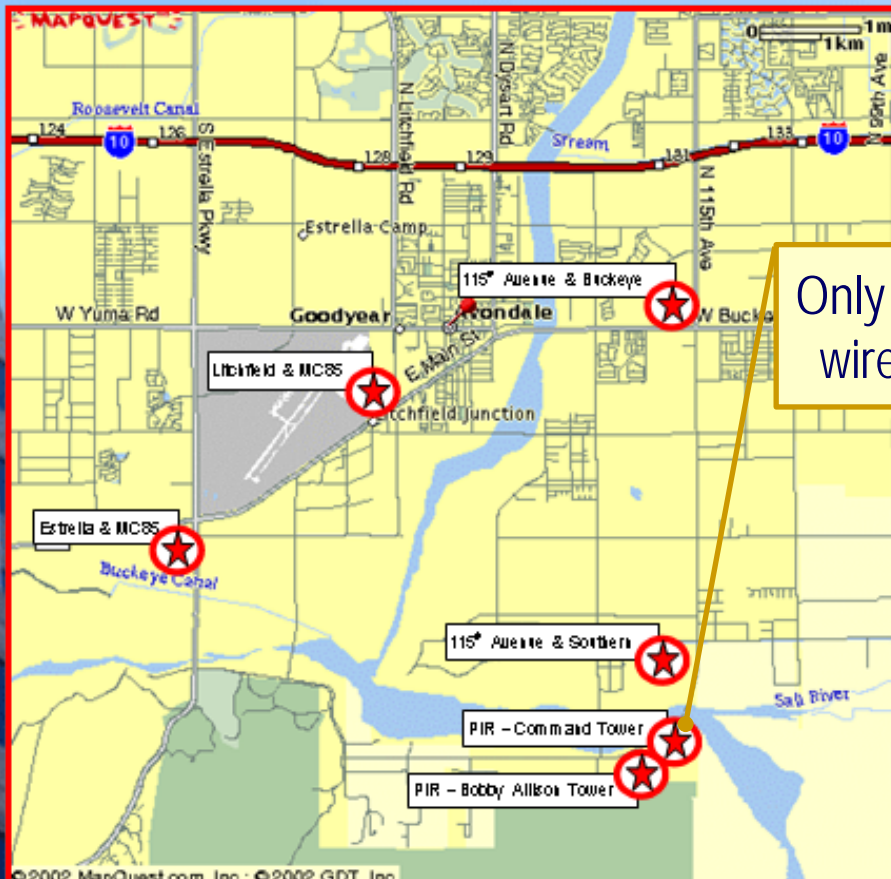 MAPQUEST
0 1m
1km
N 99th Ave
N Dysart Rd
N Litchfield Rd
Roosevelt Canal
124 126 128 129 131 133
10 10
Stream
S Estrella Pkwy
N 115th Ave
Estrella Camp
115th Avenue & Buckeye
Only
wire
W Yuma Rd
Goodyear
Avondale
W Bucke
E Main St
Litchfield & MC85
Litchfield Junction
Estrella & MC85
Buckeye Canal
115th Avenue & Southern
Salt River
PIR – Command Tower
PIR – Bobby Allison Tower
©2002 MapQuest.com, Inc.; ©2002 GDT, Inc.